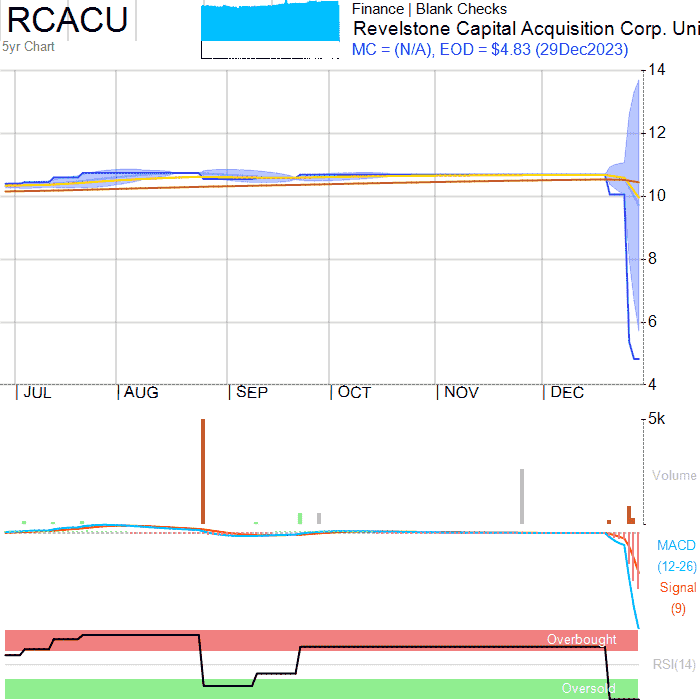 RCACU
5yr Chart
Finance | Blank Checks
Revelstone Capital Acquisition Corp. Uni
MC = (N/A), EOD = $4.83 (29Dec2023)
14
12
10
8
6
4
JUL AUG SEP OCT NOV DEC
5k
Volume
MACD
(12-26)
Signal
(9)
Overbought
RSI(14)
Oversold